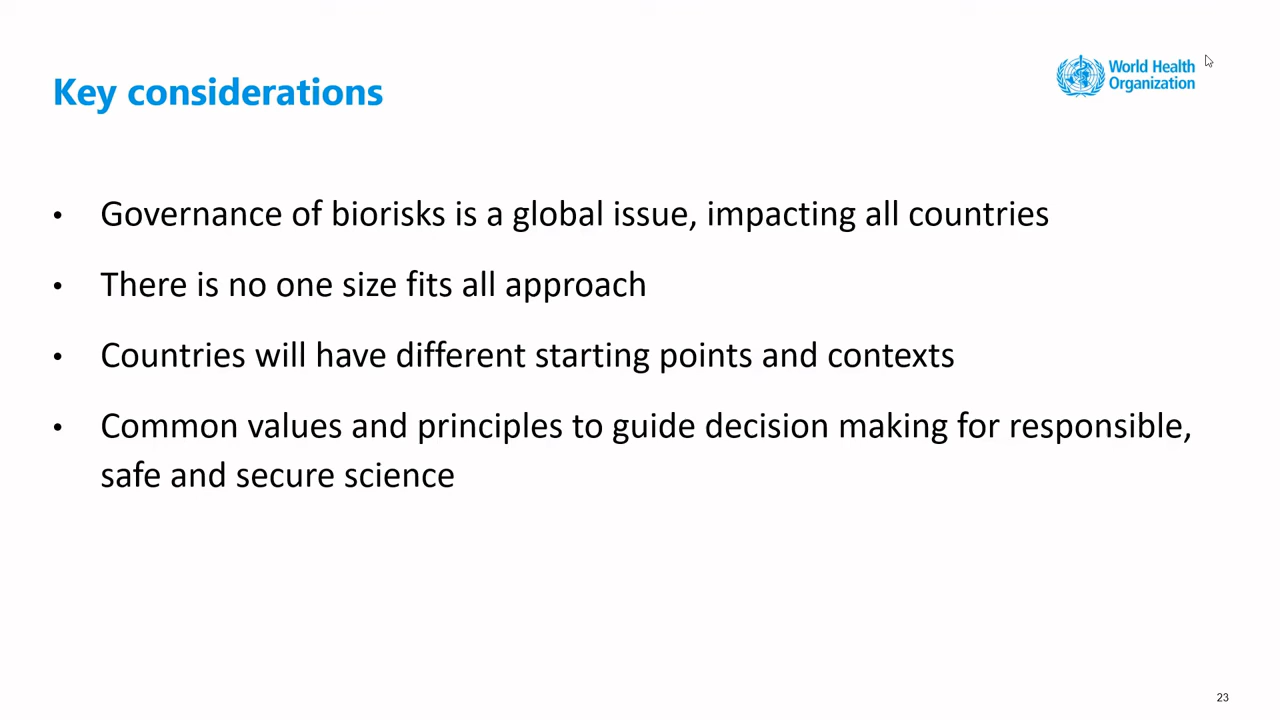 Key considerations
World Health
Organization
• Governance of biorisks is a global issue, impacting all countries
• There is no one size fits all approach
• Countries will have different starting points and contexts
• Common values and principles to guide decision making for responsible,
safe and secure science
23